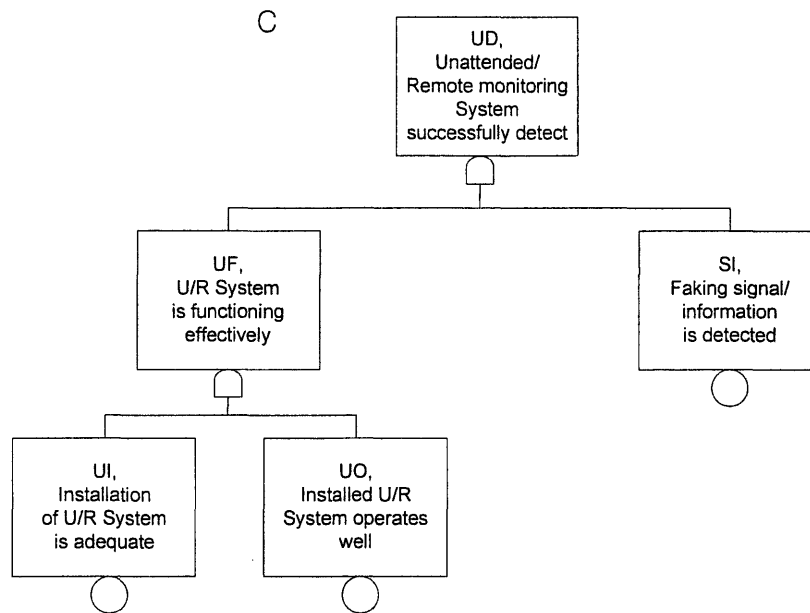 C
UD,
Unattended/
Remote monitoring
System
successfully detect
UF,
U/R System
is functioning
effectively
SI,
Faking signal/
information
is detected
UI,
Installation
of U/R System
is adequate
UO,
Installed U/R
System operates
well